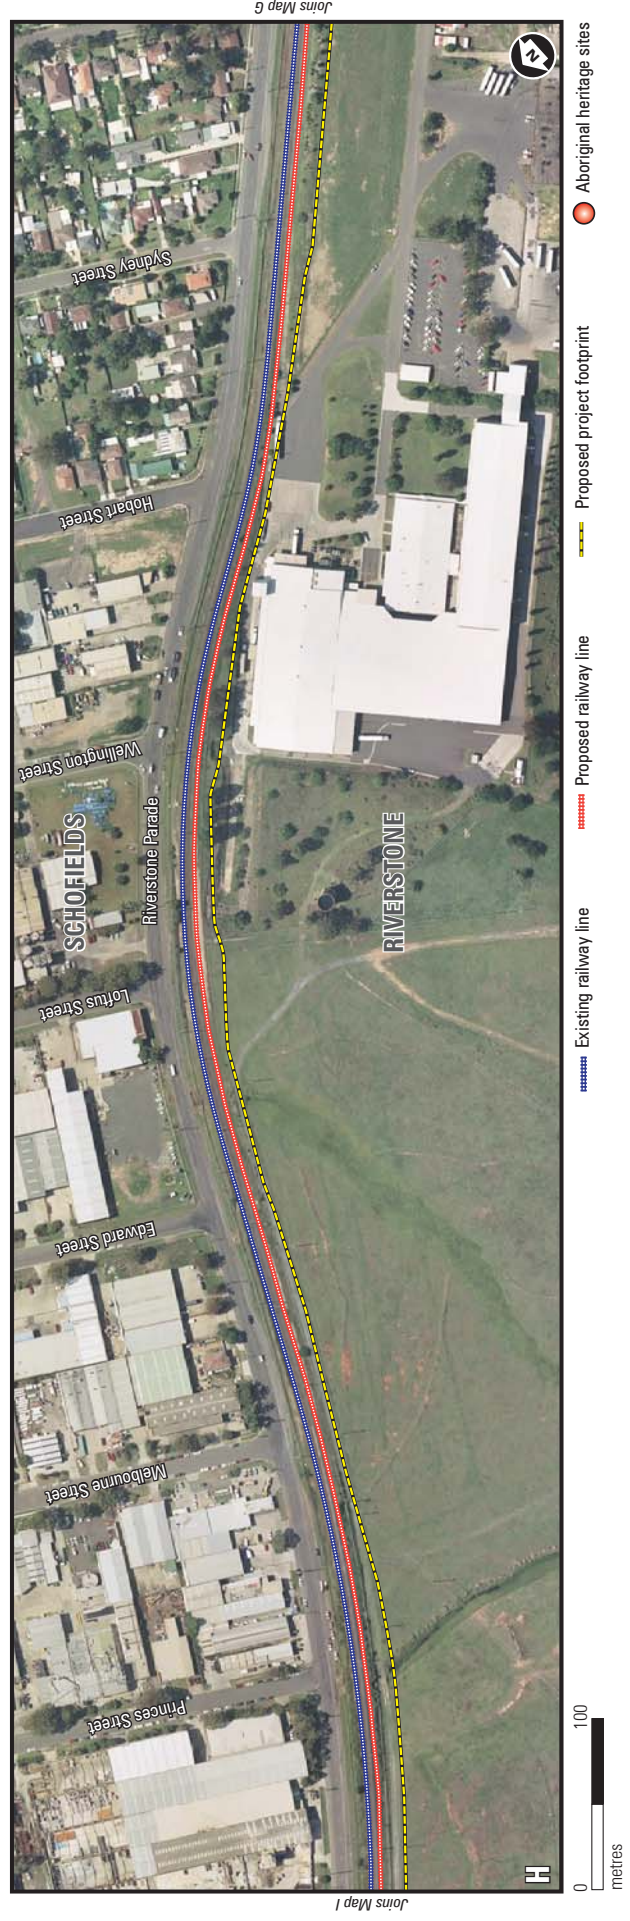 Joins Map G
N
Sydney Street
Hobart Street
Wellington Street
SCHOFIELDS
Riverstone Parade
RIVERSTONE
Loftus Street
Edward Street
Melbourne Street
Princes Street
H
Joins Map I
0 100
metres
Existing railway line
Proposed railway line
Proposed project footprint
Aboriginal heritage sites